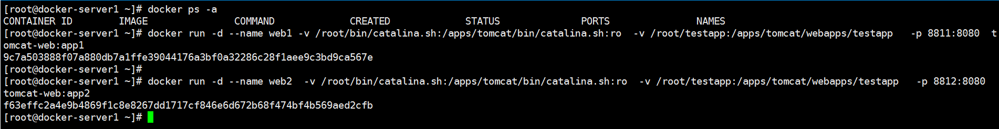 [root@docker-server1 ~]# docker ps -a
CONTAINER ID        IMAGE               COMMAND             CREATED             STATUS              PORTS               NAMES
[root@docker-server1 ~]# docker run -d --name web1 -v /root/bin/catalina.sh:/apps/tomcat/bin/catalina.sh:ro  -v /root/testapp:/apps/tomcat/webapps/testapp   -p 8811:8080  t
omcat-web:app1
9c7a503888f07a880db7a1ffe39044176a3bf0a32286c28f1aee9c3bd9ca567e
[root@docker-server1 ~]#
[root@docker-server1 ~]# docker run -d --name web2  -v /root/bin/catalina.sh:/apps/tomcat/bin/catalina.sh:ro  -v /root/testapp:/apps/tomcat/webapps/testapp   -p 8812:8080
tomcat-web:app2
f63effc2a4e9b4869f1c8e8267dd1717cf846e6d672b68f474bf4b569aed2cfb
[root@docker-server1 ~]#